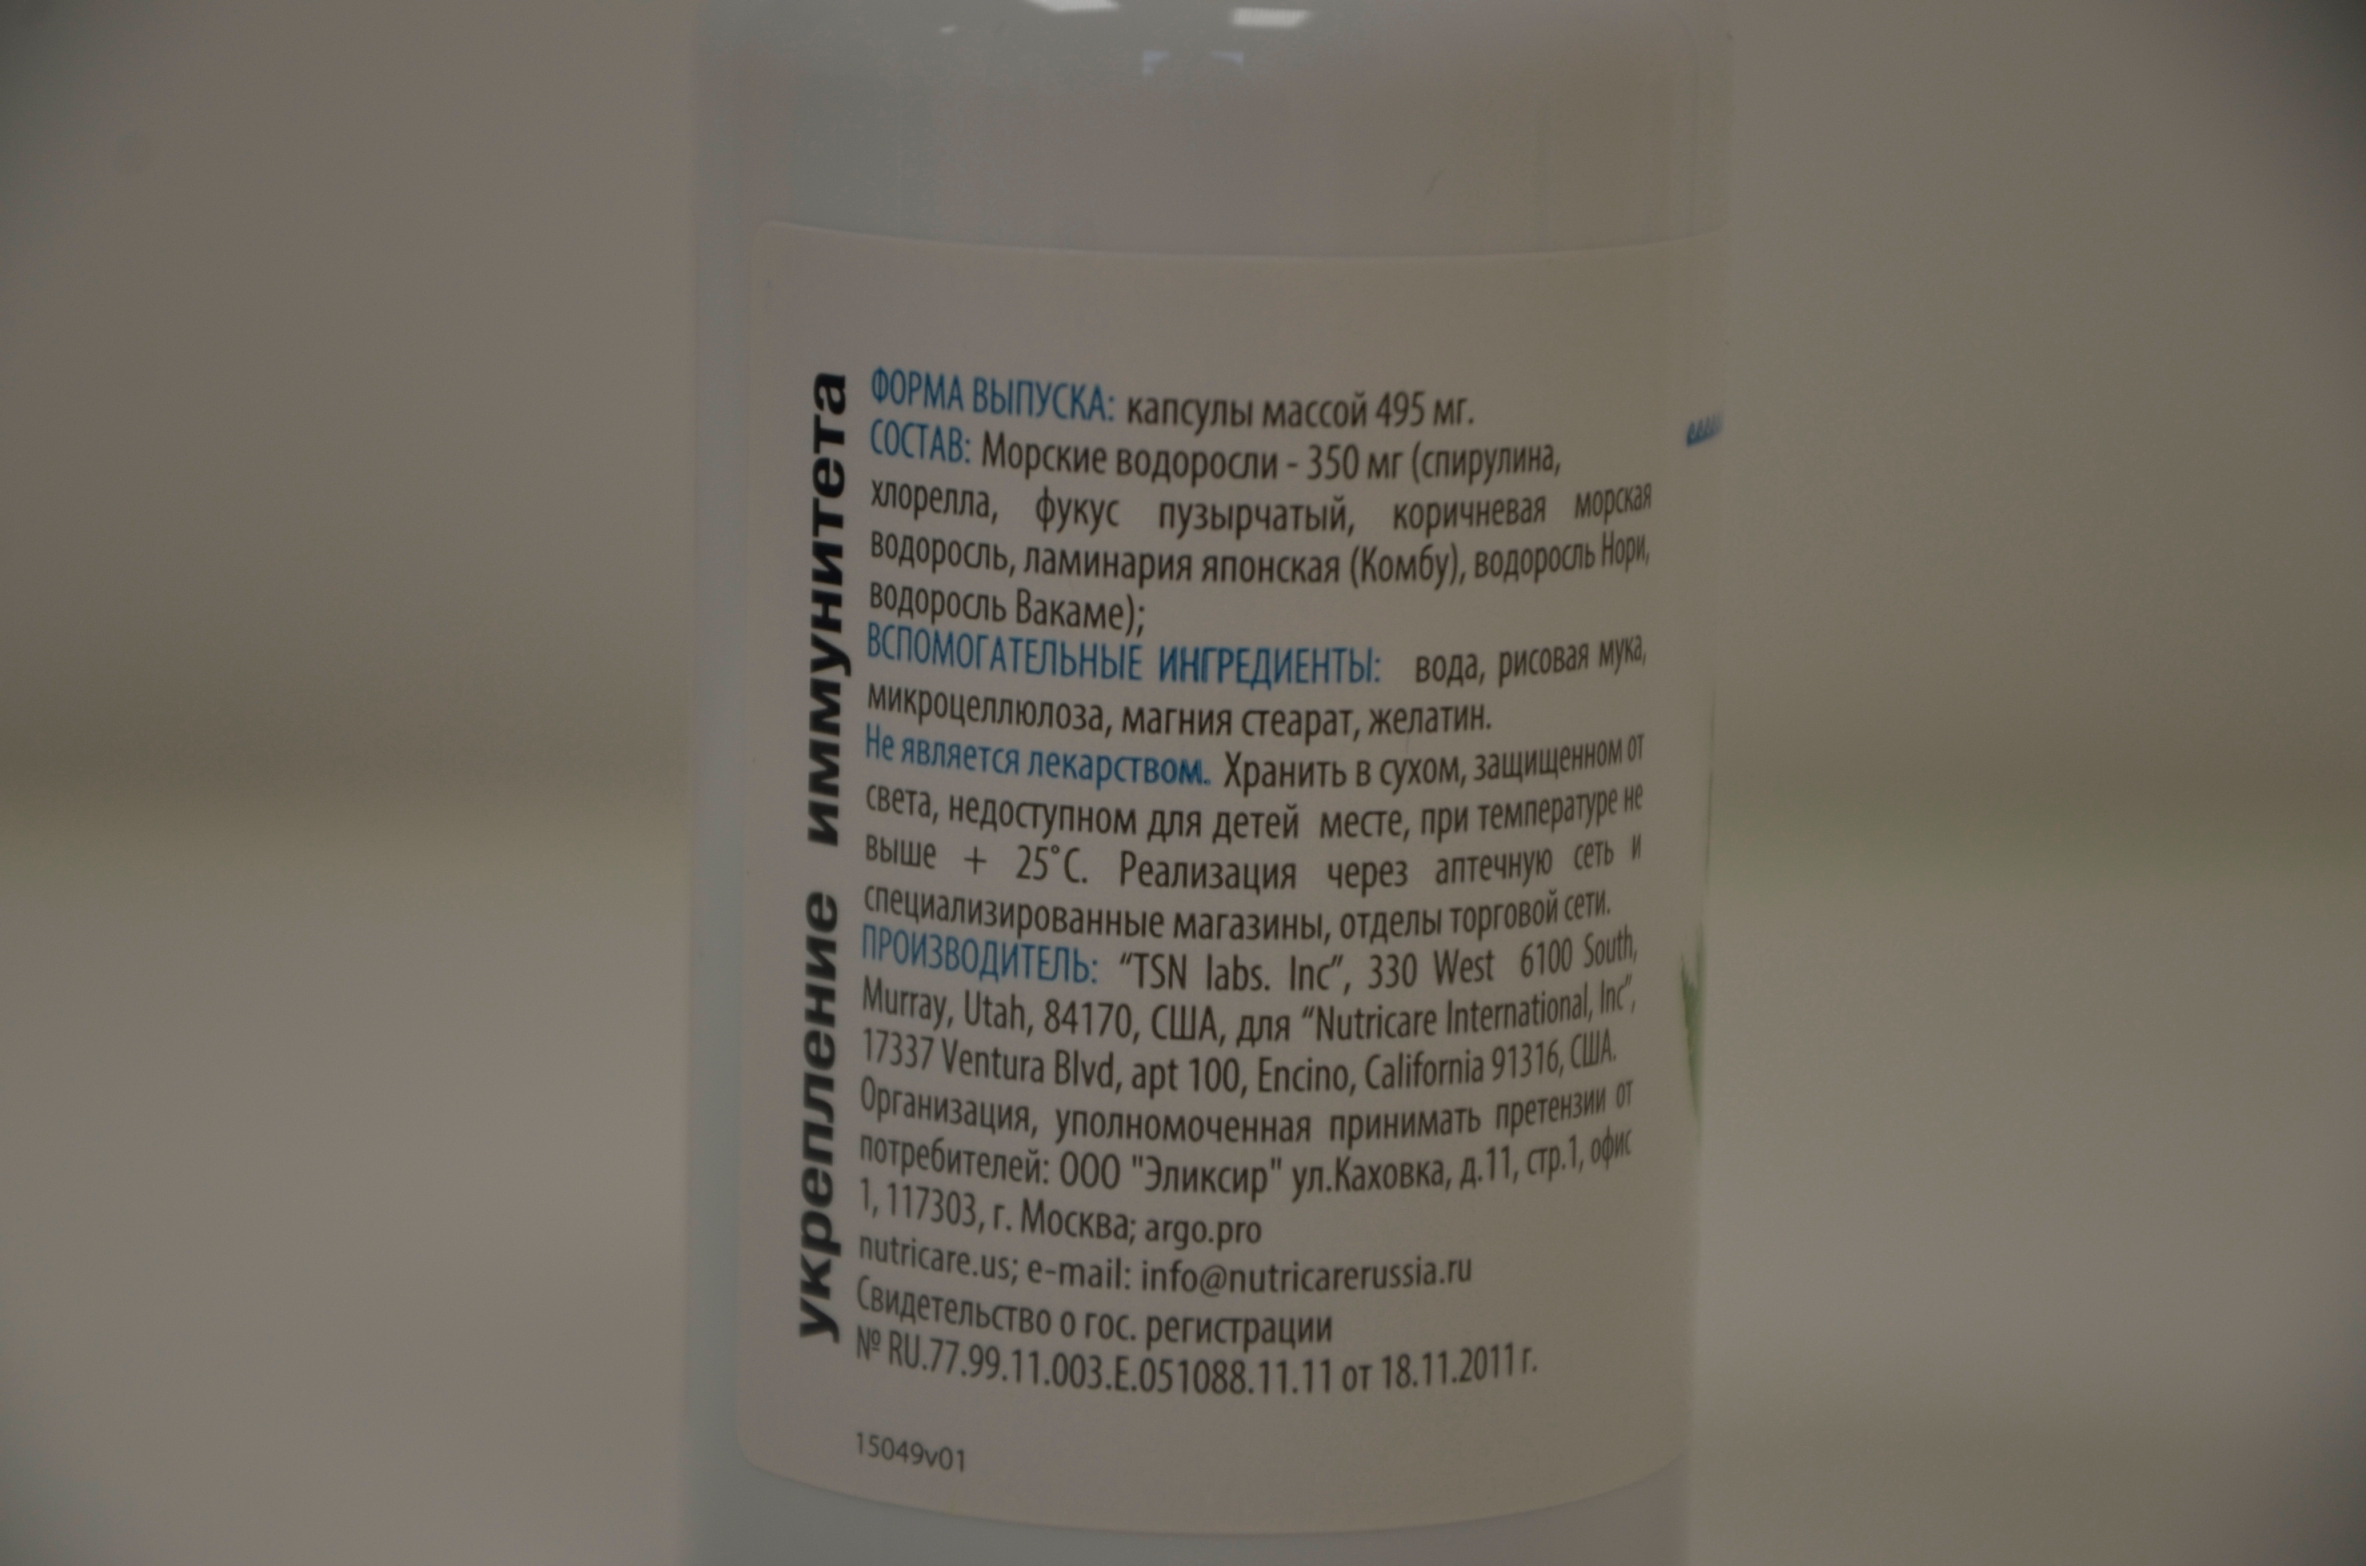 укрепление иммунитета
ФОРМА ВЫПУСКА: капсулы массой 495 мг.
СОСТАВ: Морские водоросли - 350 мг (спирулина,
хлорелла, фукус пузырчатый, коричневая морская
водоросль, ламинария японская (Комбу), водоросль Нори,
водоросль Вакаме);
ВСПОМОГАТЕЛЬНЫЕ ИНГРЕДИЕНТЫ: вода, рисовая мука,
микроцеллюлоза, магния стеарат, желатин.
Не является лекарством. Хранить в сухом, защищенном от
света, недоступном для детей месте, при температуре не
выше + 25°С. Реализация через аптечную сеть и
специализированные магазины, отделы торговой сети.
ПРОИЗВОДИТЕЛЬ: “TSN labs. Inc”, 330 West 6100 South,
Murray, Utah, 84170, США, для “Nutricare International, Inc”,
17337 Ventura Blvd, apt 100, Encino, California 91316, США.
Организация, уполномоченная принимать претензии от
потребителей: ООО "Эликсир" ул.Каховка, д.11, стр.1, офис
1, 117303, г. Москва; argo.pro
nutricare.us; e-mail: info@nutricarerussia.ru
Свидетельство о гос. регистрации
№ RU.77.99.11.003.E.051088.11.11 от 18.11.2011 г.
15049v01